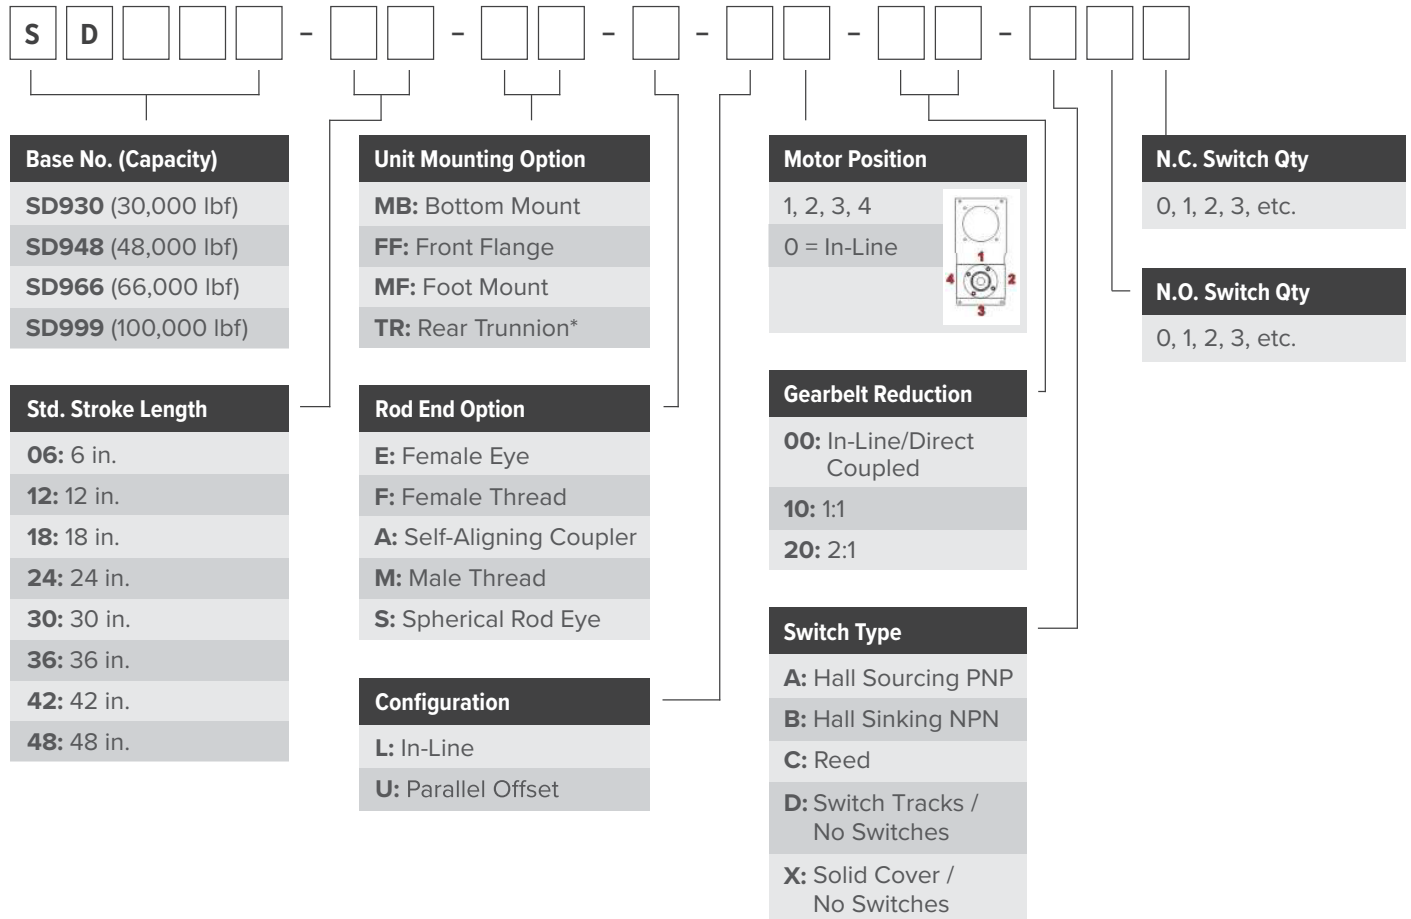 S D - - - - - -
Base No. (Capacity)
SD930 (30,000 lbf)
SD948 (48,000 lbf)
SD966 (66,000 lbf)
SD999 (100,000 lbf)
Std. Stroke Length
06: 6 in.
12: 12 in.
18: 18 in.
24: 24 in.
30: 30 in.
36: 36 in.
42: 42 in.
48: 48 in.
Unit Mounting Option
MB: Bottom Mount
FF: Front Flange
MF: Foot Mount
TR: Rear Trunnion*
Rod End Option
E: Female Eye
F: Female Thread
A: Self-Aligning Coupler
M: Male Thread
S: Spherical Rod Eye
Configuration
L: In-Line
U: Parallel Offset
Motor Position
1, 2, 3, 4
0 = In-Line
1
4 2
3
Gearbelt Reduction
00: In-Line/Direct
Coupled
10: 1:1
20: 2:1
Switch Type
A: Hall Sourcing PNP
B: Hall Sinking NPN
C: Reed
D: Switch Tracks /
No Switches
X: Solid Cover /
No Switches
N.C. Switch Qty
0, 1, 2, 3, etc.
N.O. Switch Qty
0, 1, 2, 3, etc.